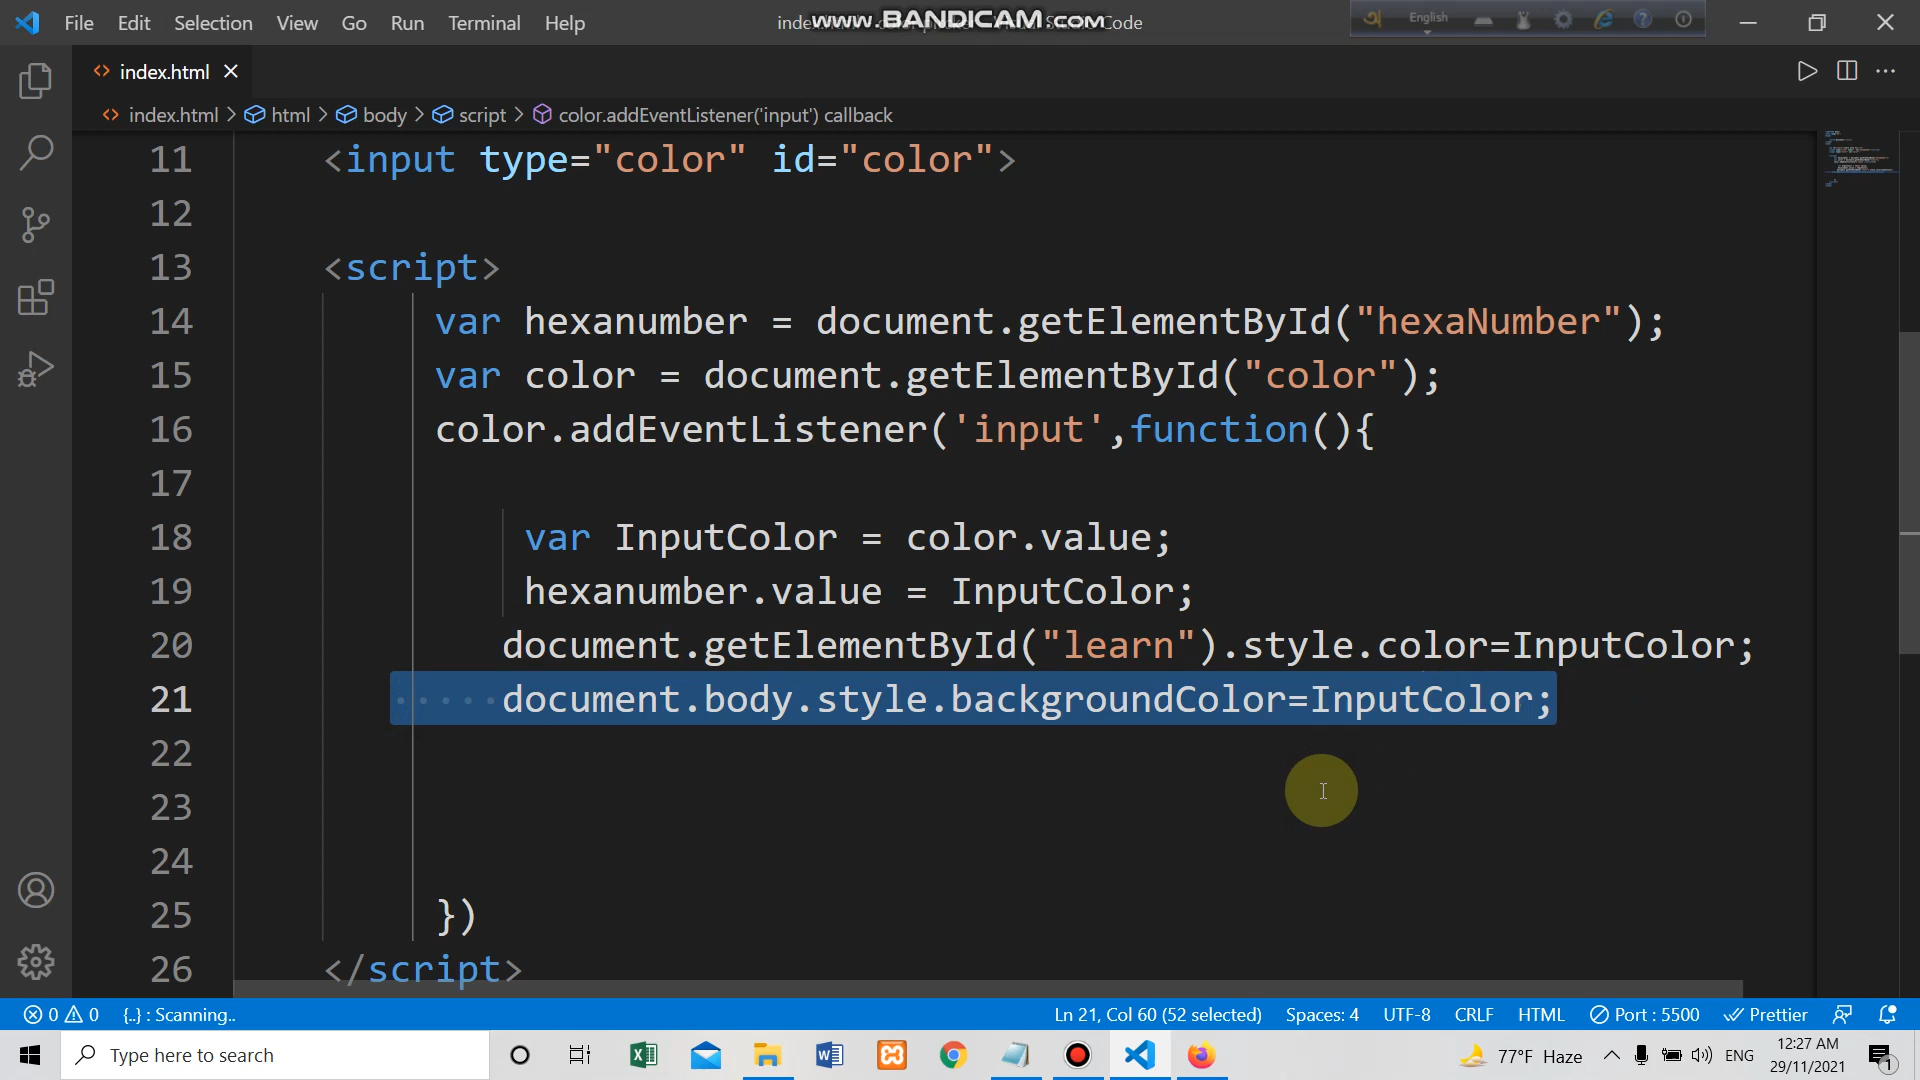 File Edit Selection View Go Run Terminal Help
www.BANDICAM.com
Code
English
index.html
index.html > html > body > script > color.addEventListener('input') callback
11 <input type="color" id="color">
12
13 <script>
14 var hexanumber = document.getElementById("hexaNumber");
15 var color = document.getElementById("color");
16 color.addEventListener('input',function(){
17
18 var InputColor = color.value;
19 hexanumber.value = InputColor;
20 document.getElementById("learn").style.color=InputColor;
21 document.body.style.backgroundColor=InputColor;
22
23
24
25 })
26 </script>
0 0 {..} : Scanning.. Ln 21, Col 60 (52 selected) Spaces: 4 UTF-8 CRLF HTML Port : 5500 Prettier
Type here to search
77°F Haze
ENG
12:27 AM
29/11/2021
1